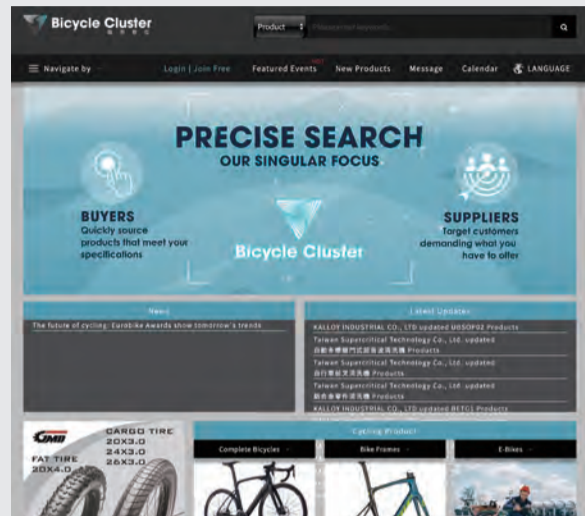 Bicycle Cluster
Product
Navigate by
Login | Join Free
Featured Events
HOT
New Products
Message
Calendar
LANGUAGE
PRECISE SEARCH
OUR SINGULAR FOCUS
BUYERS
Quickly source
products that meet your
specifications
SUPPLIERS
Target customers
demanding what you
have to offer
Bicycle Cluster
News
The future of cycling: Eurobike Awards show tomorrow's trends
Latest Updates
KALLOY INDUSTRIAL CO., LTD updated UBSOP02 Products
Taiwan Supercritical Technology Co., Ltd. updated
Products
Taiwan Supercritical Technology Co., Ltd. updated
Products
Taiwan Supercritical Technology Co., Ltd. updated
Products
KALLOY INDUSTRIAL CO., LTD updated BETG1 Products
CARGO TIRE
20X3.0
24X3.0
26X3.0
FAT TIRE
20X4.0
Cycling Product
Complete Bicycles
Bike Frames
E-Bikes